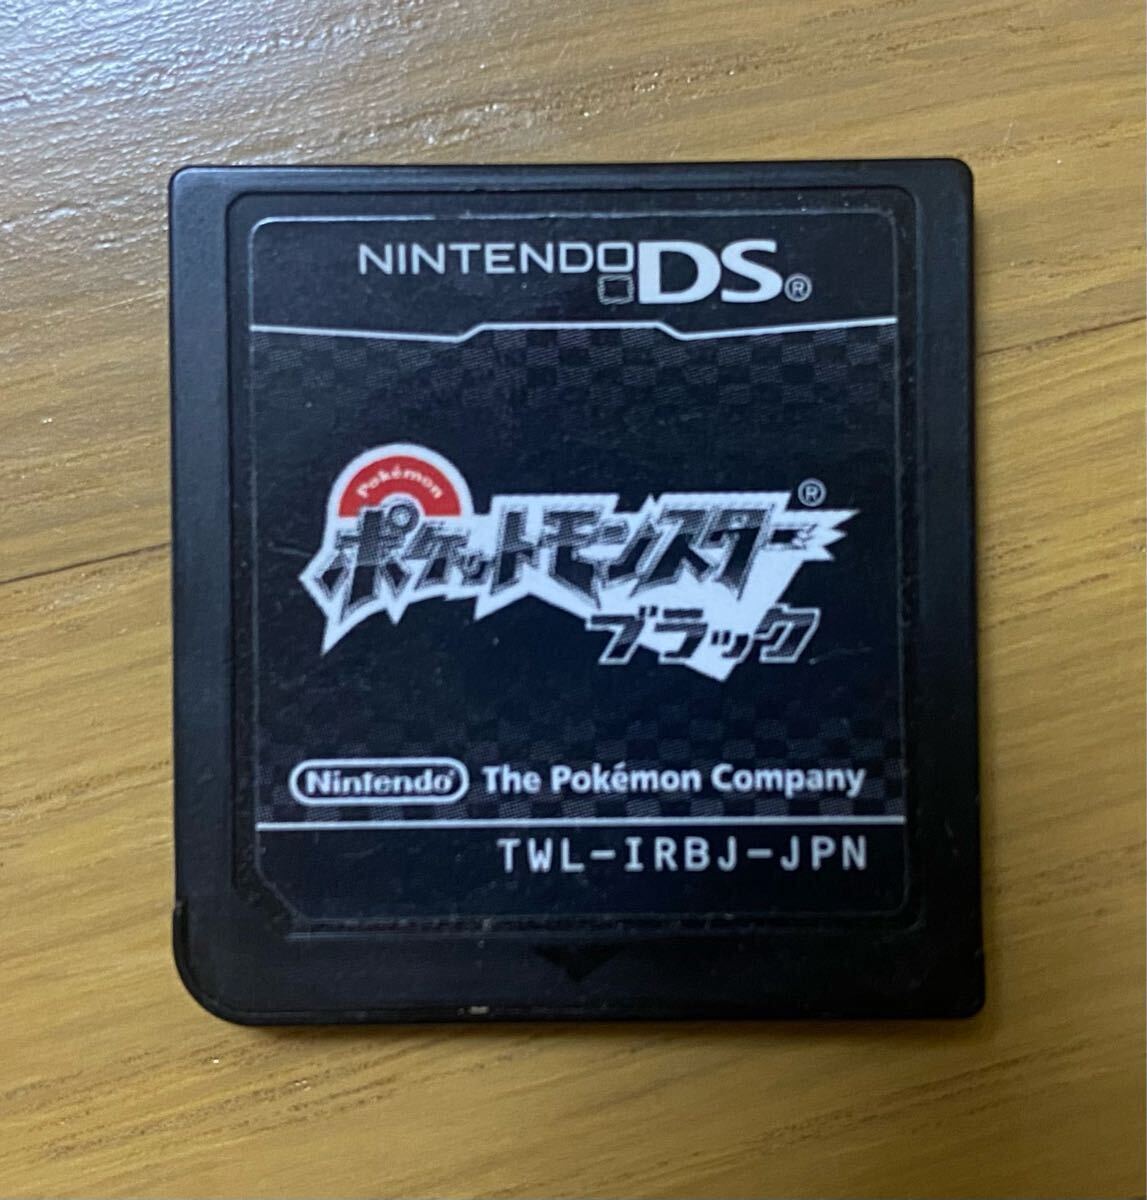 NINTENDO DS®
Pokémon
ポケットモンスター®
ブラック
Nintendo® The Pokémon Company
TWL-IRBJ-JPN